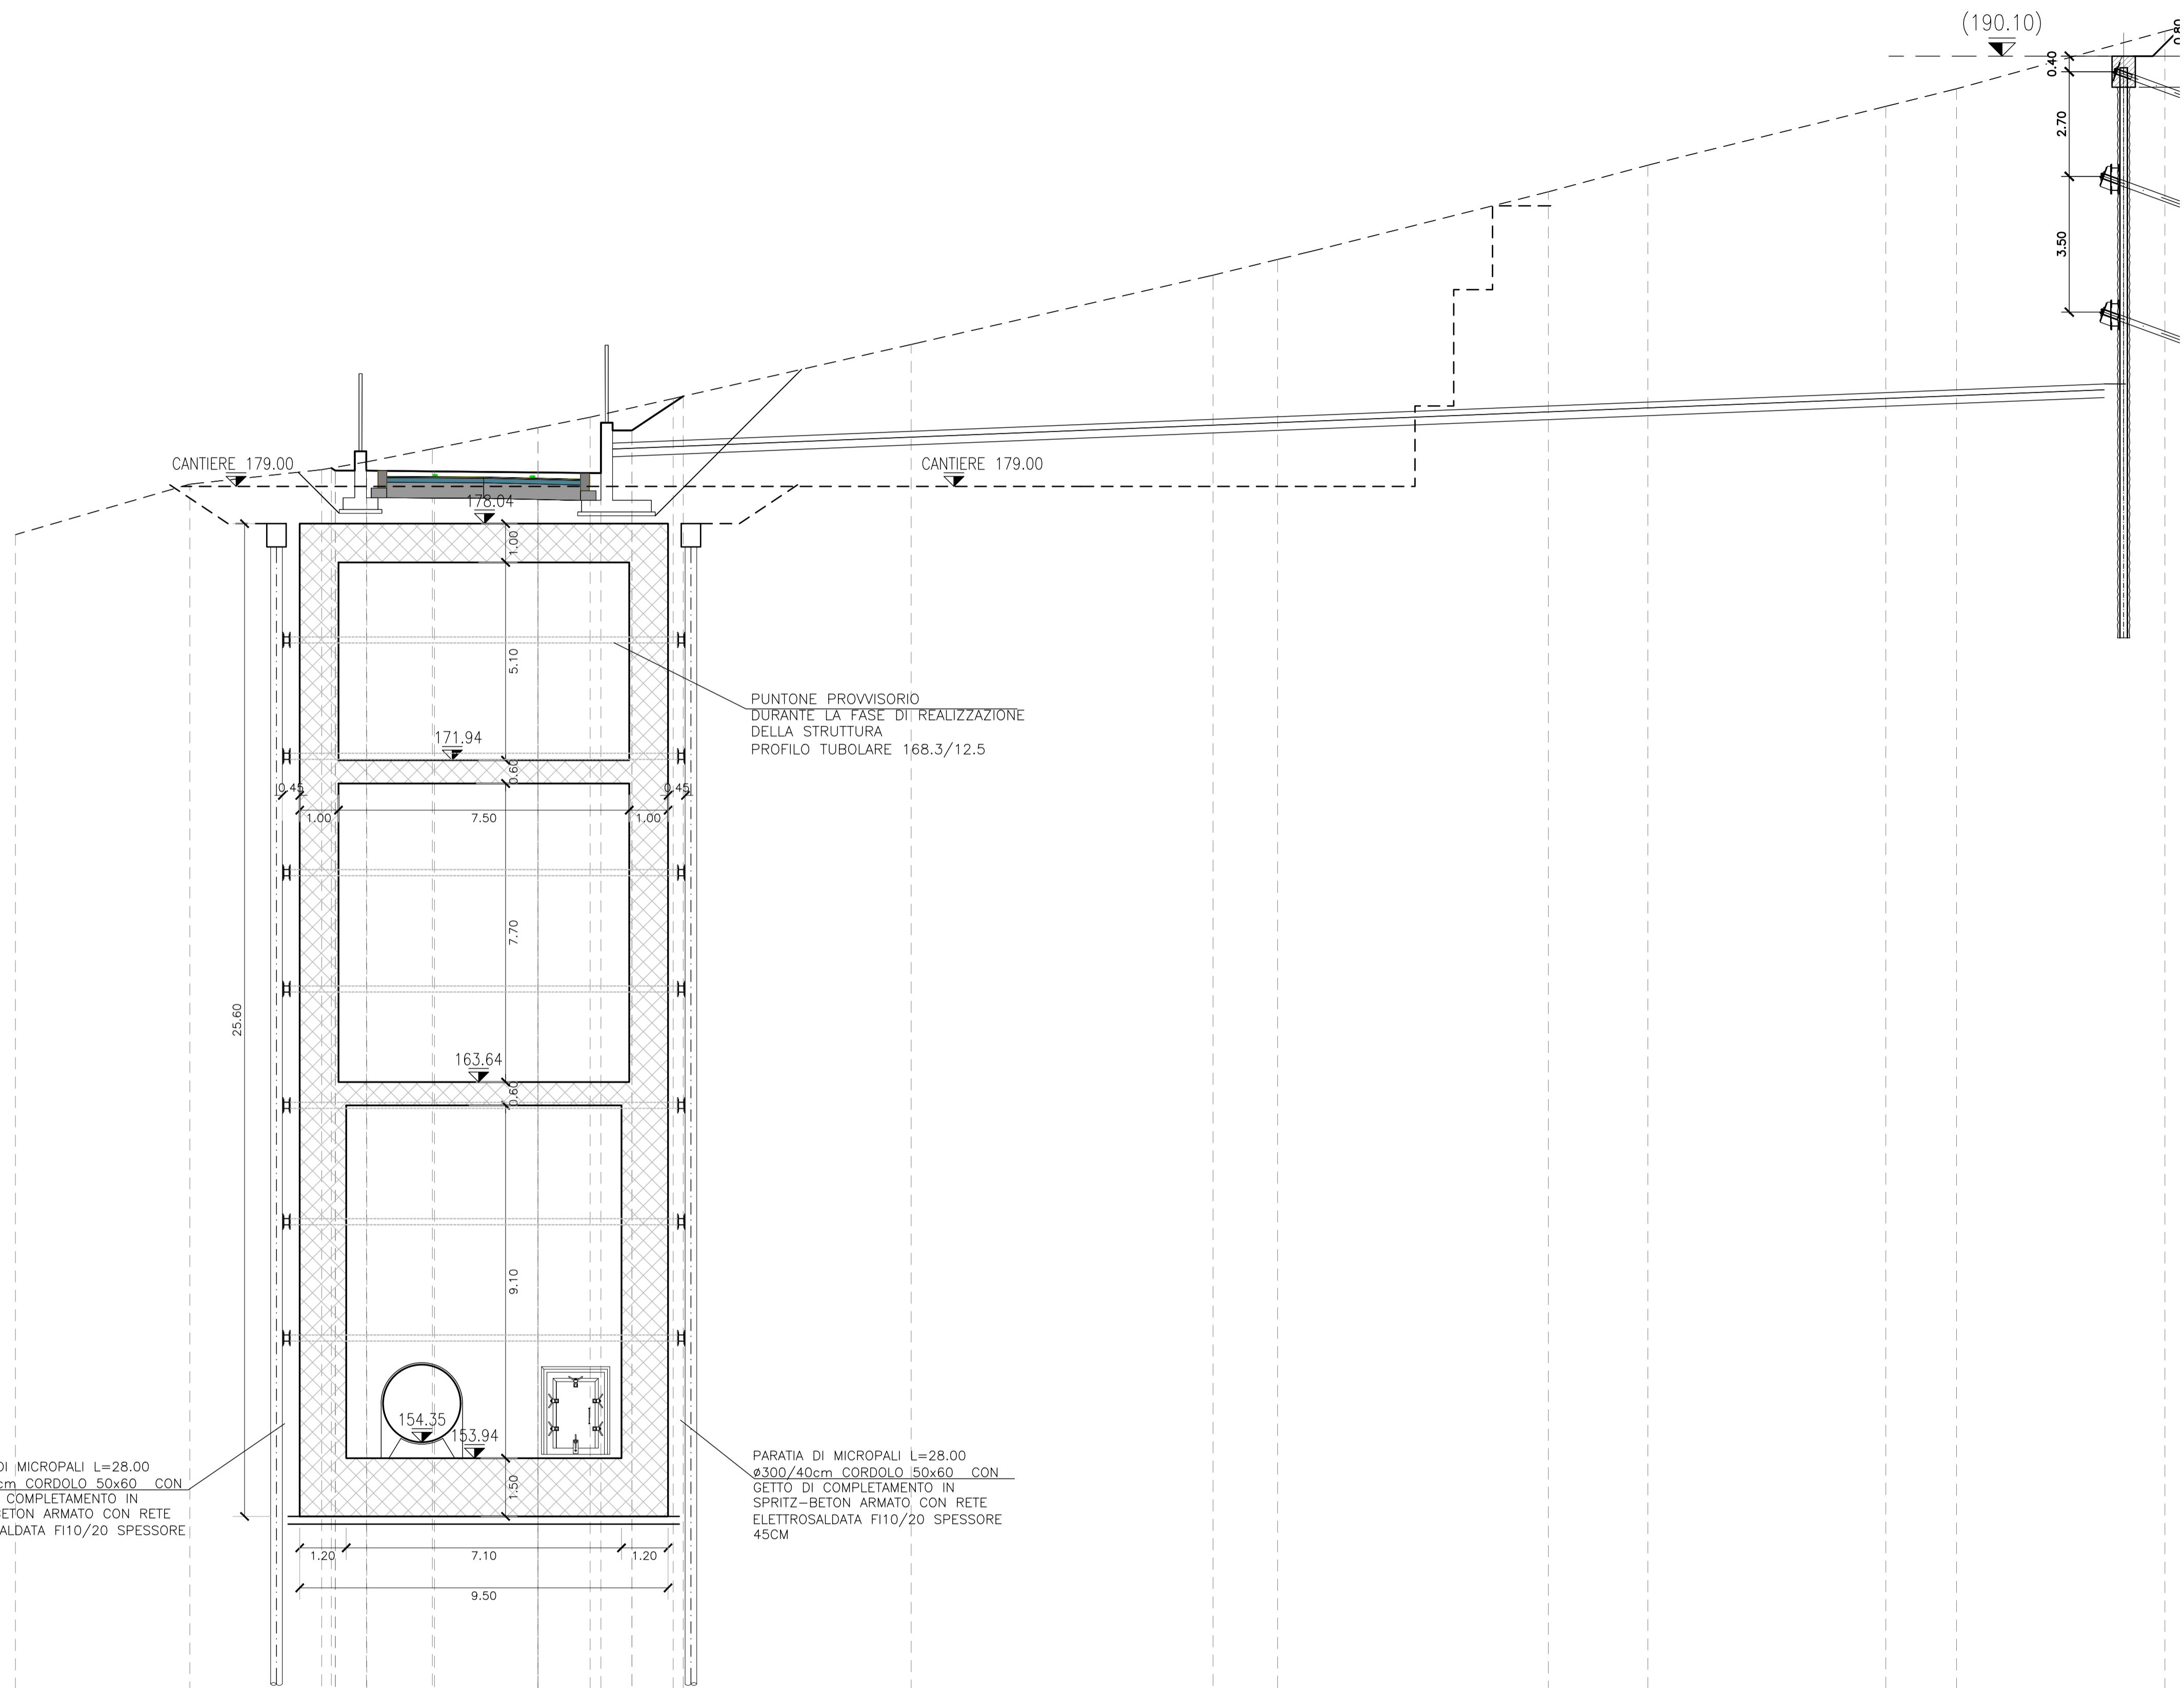 (190.10)
0.80
0.40
2.70
3.50
CANTIERE 179.00
CANTIERE 179.00
178.04
1.00
5.10
PUNTONE PROVVISORIO
DURANTE LA FASE DI REALIZZAZIONE
DELLA STRUTTURA
PROFILO TUBOLARE 168.3/12.5
171.94
0.60
0.45
0.45
1.00
7.50
1.00
7.70
25.60
163.64
0.60
9.10
154.35
153.94
1.50
DI MICROPALI L=28.00
cm CORDOLO 50x60 CON
COMPLETAMENTO IN
BETON ARMATO CON RETE
SALDATA FI10/20 SPESSORE
PARATIA DI MICROPALI L=28.00
ø300/40cm CORDOLO 50x60 CON
GETTO DI COMPLETAMENTO IN
SPRITZ-BETON ARMATO CON RETE
ELETTROSALDATA FI10/20 SPESSORE
45CM
1.20
7.10
1.20
9.50